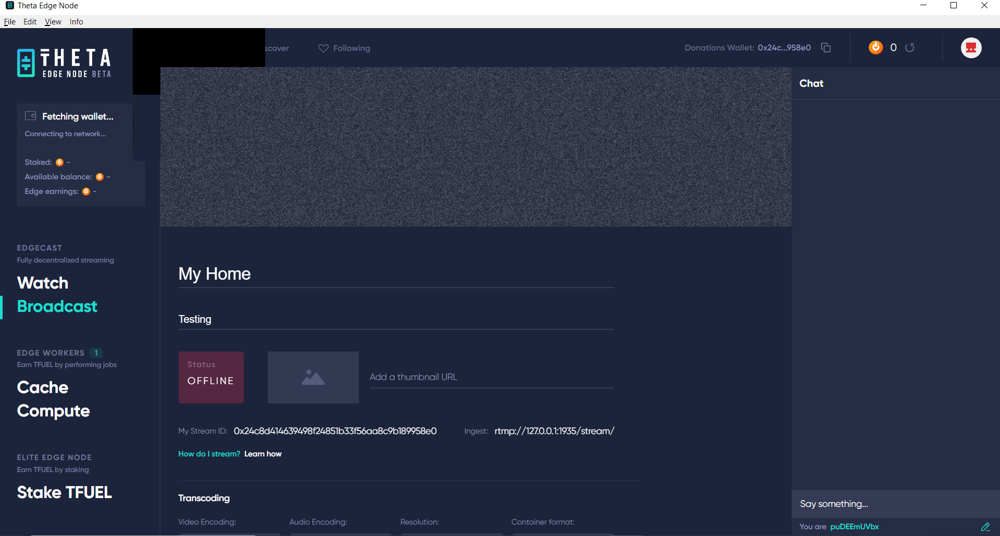 Theta Edge Node
File Edit View Info
THETA
EDGE NODE BETA
scover
Following
Donations Wallet: 0x24c...958e0
0
Fetching wallet...
Connecting to network...
Staked: -
Available balance: -
Edge earnings: -
EDGECAST
Fully decentralized streaming
Watch
Broadcast
EDGE WORKERS 1
Earn TFUEL by performing jobs
Cache
Compute
ELITE EDGE NODE
Earn TFUEL by staking
Stake TFUEL
My Home
Testing
Status
OFFLINE
Add a thumbnail URL
My Stream ID: 0x24c8d414639498f24851b33f56aa8c9b189958e0
Ingest: rtmp://127.0.0.1:1935/stream/
How do I stream? Learn how
Transcoding
Video Encoding: Audio Encoding: Resolution: Container format:
Chat
Say something...
You are puDEEmUVbx